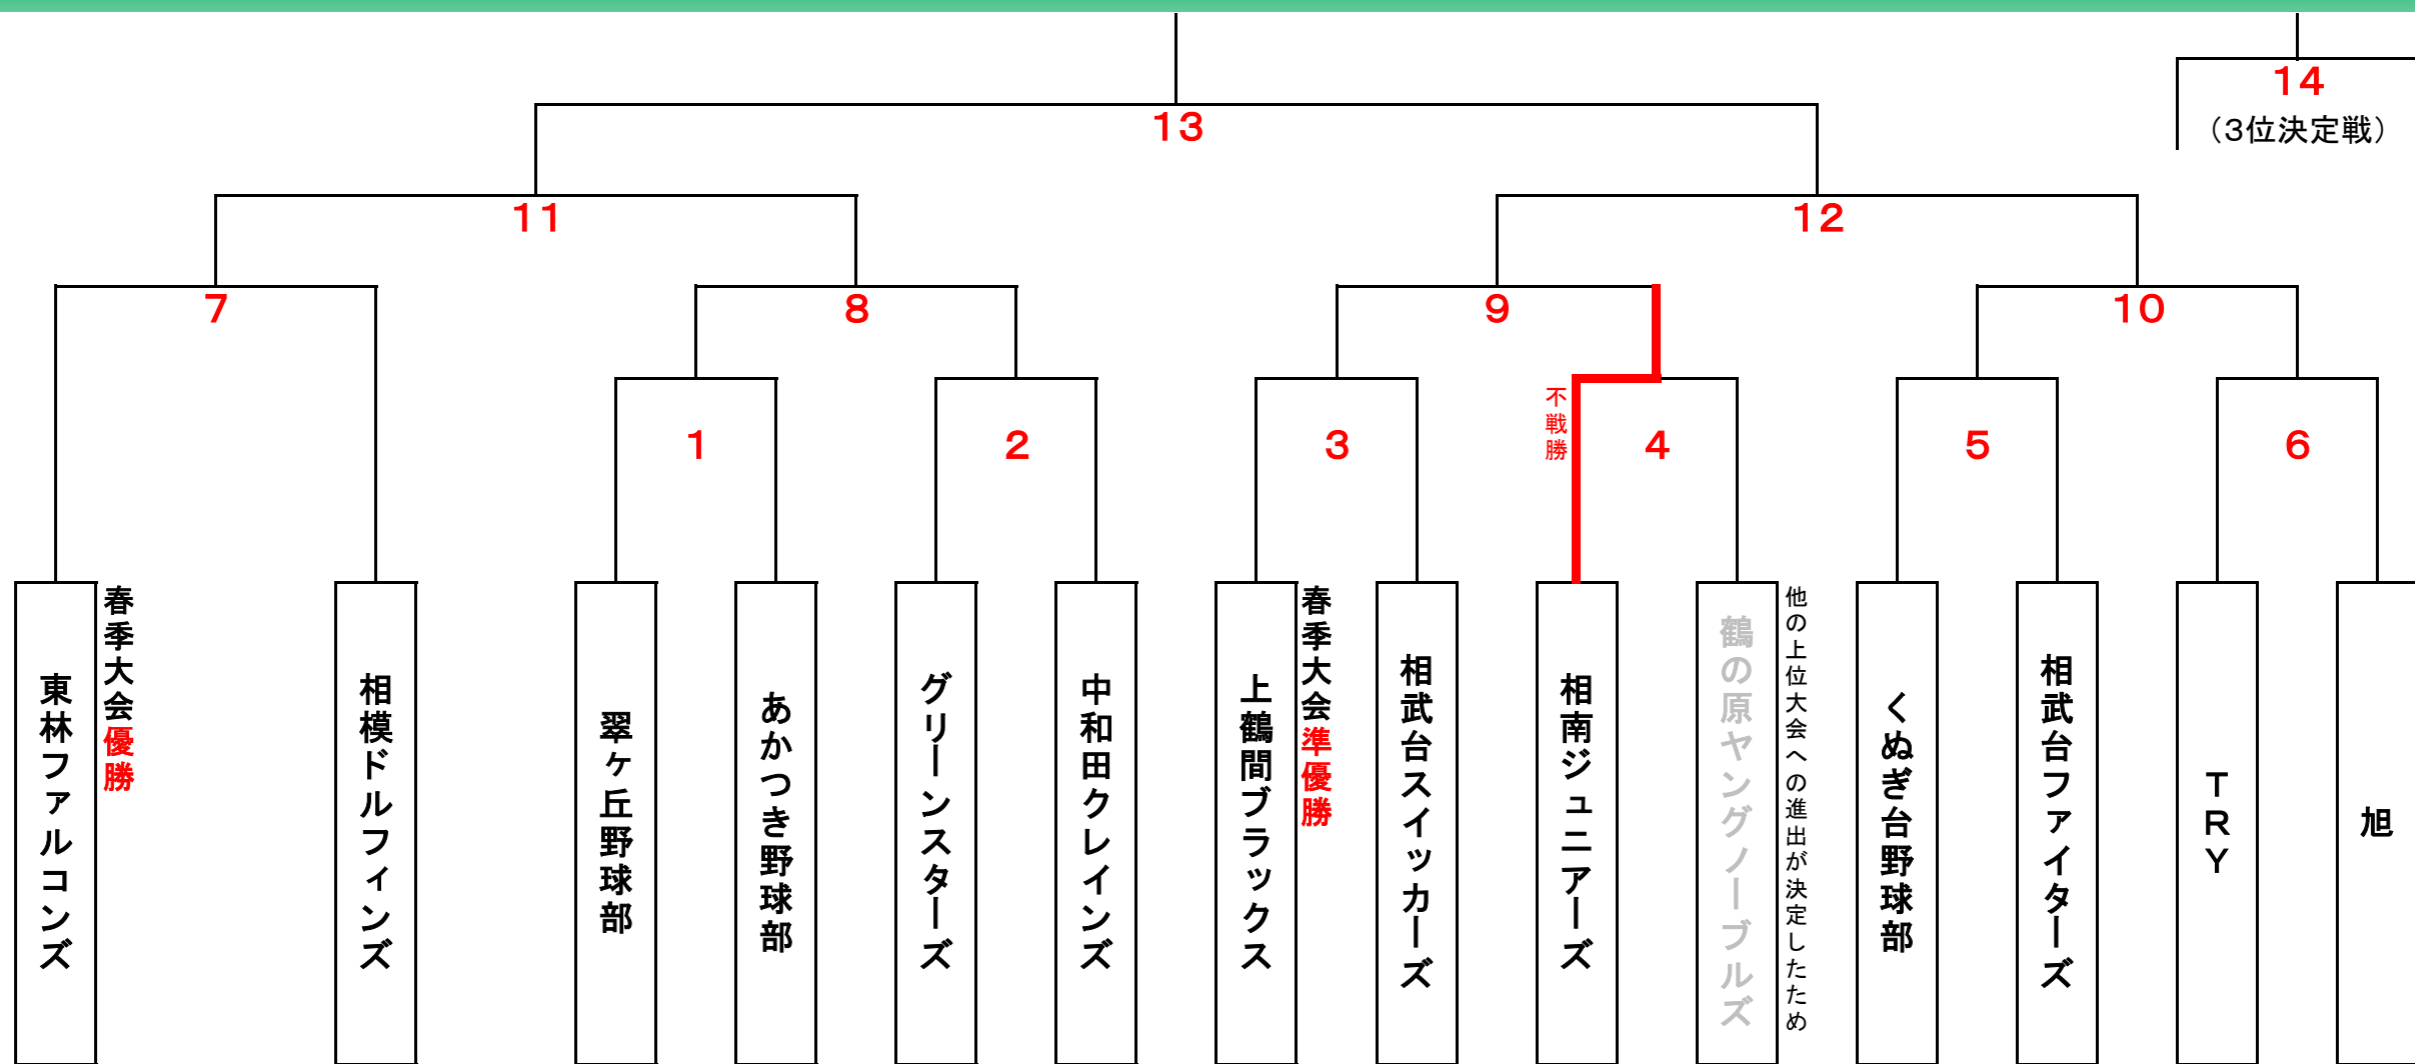 14
(3位決定戦)
13
11
12
7
8
9
10
不戦勝
1
2
3
4
5
6
東林ファルコンズ
春季大会優勝
相模ドルフィンズ
翠ヶ丘野球部
あかつき野球部
グリーンスターズ
中和田クレインズ
上鶴間ブラックス
春季大会準優勝
相武台スイッカーズ
相南ジュニアーズ
鶴の原ヤングノーブルズ
他の上位大会への進出が決定したため
くぬぎ台野球部
相武台ファイターズ
TRY
旭